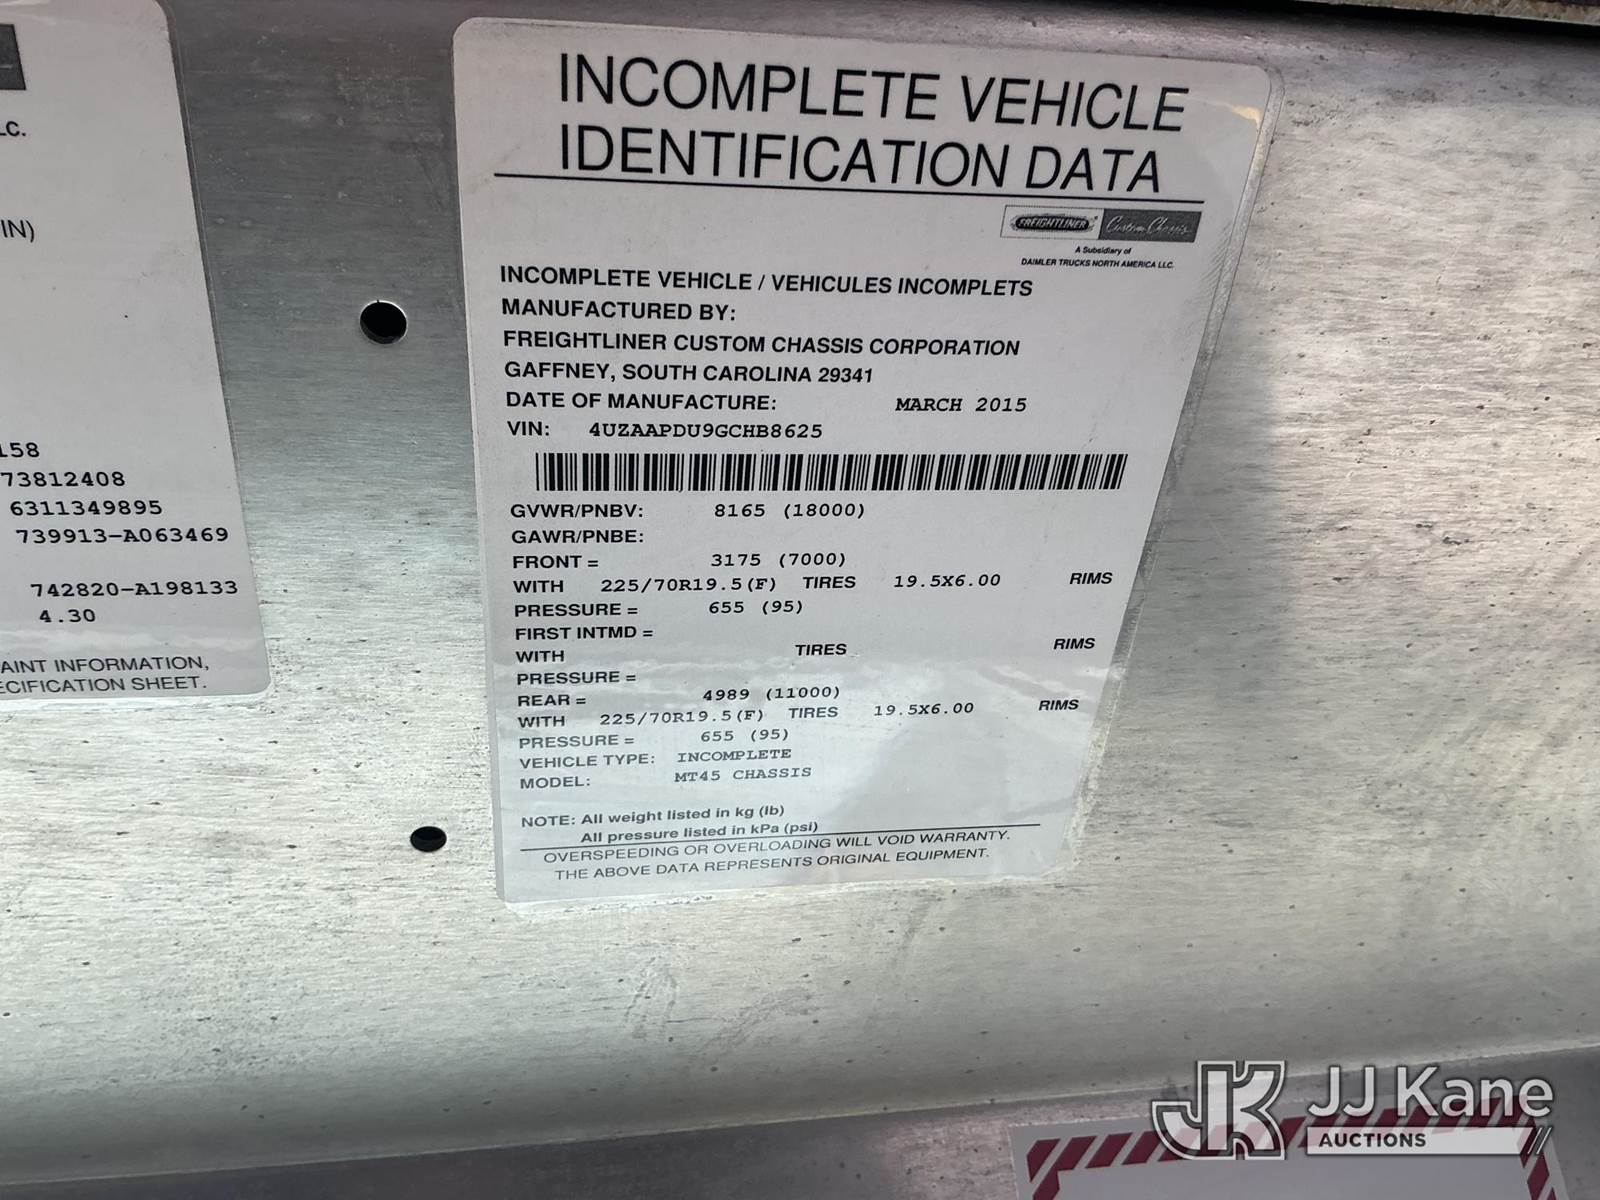 LC.
IN)
158
73812408
6311349895
739913-A063469
742820-A198133
4.30
AINT INFORMATION,
ECIFICATION SHEET.
INCOMPLETE VEHICLE
IDENTIFICATION DATA
FREIGHTLINER Custom Chassis
A Subsidiary of
DAIMLER TRUCKS NORTH AMERICA LLC.
INCOMPLETE VEHICLE / VEHICULES INCOMPLETS
MANUFACTURED BY:
FREIGHTLINER CUSTOM CHASSIS CORPORATION
GAFFNEY, SOUTH CAROLINA 29341
DATE OF MANUFACTURE: MARCH 2015
VIN: 4UZAAPDU9GCHB8625
GVWR/PNBV: 8165 (18000)
GAWR/PNBE:
FRONT = 3175 (7000)
WITH 225/70R19.5(F) TIRES 19.5X6.00 RIMS
PRESSURE = 655 (95)
FIRST INTMD =
WITH TIRES RIMS
PRESSURE =
REAR = 4989 (11000)
WITH 225/70R19.5(F) TIRES 19.5X6.00 RIMS
PRESSURE = 655 (95)
VEHICLE TYPE: INCOMPLETE
MODEL: MT45 CHASSIS
NOTE: All weight listed in kg (lb)
All pressure listed in kPa (psi)
OVERSPEEDING OR OVERLOADING WILL VOID WARRANTY.
THE ABOVE DATA REPRESENTS ORIGINAL EQUIPMENT.
JK JJ Kane
AUCTIONS